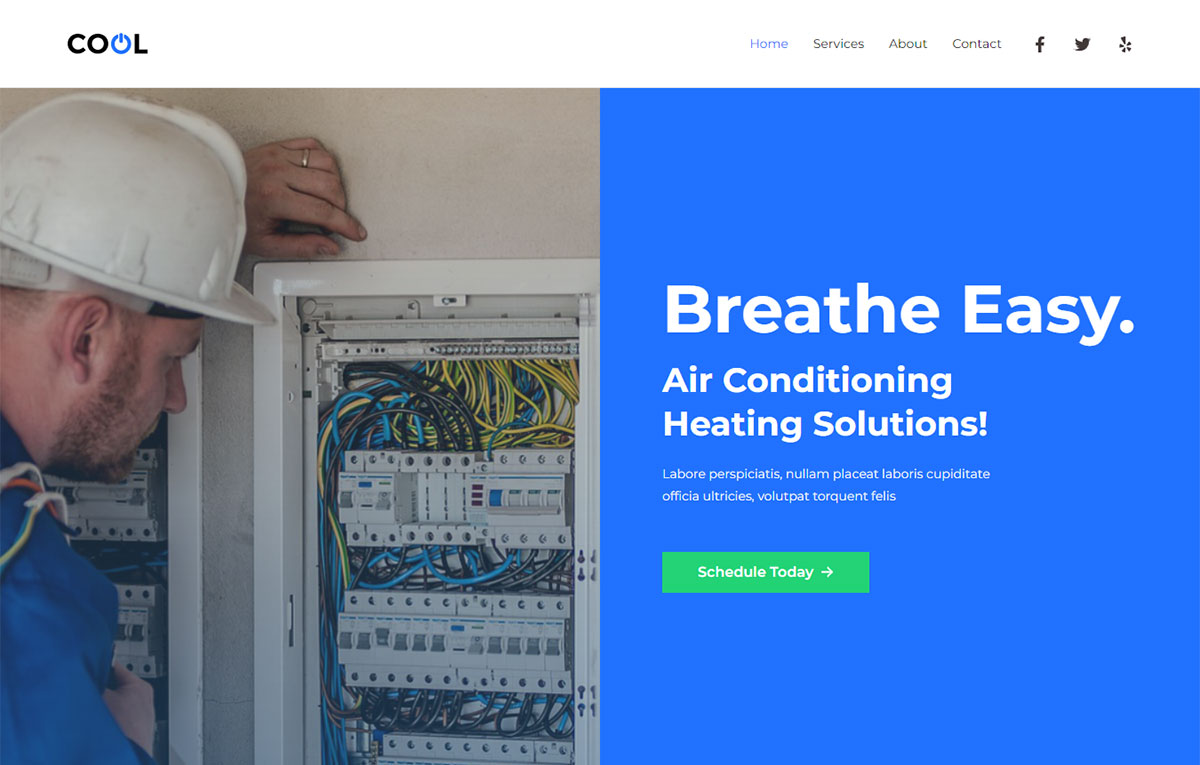 COOL
Home Services About Contact
Breathe Easy.
Air Conditioning
Heating Solutions!
Labore perspiciatis, nullam placeat laboris cupiditate
officia ultricies, volutpat torquent felis
Schedule Today →